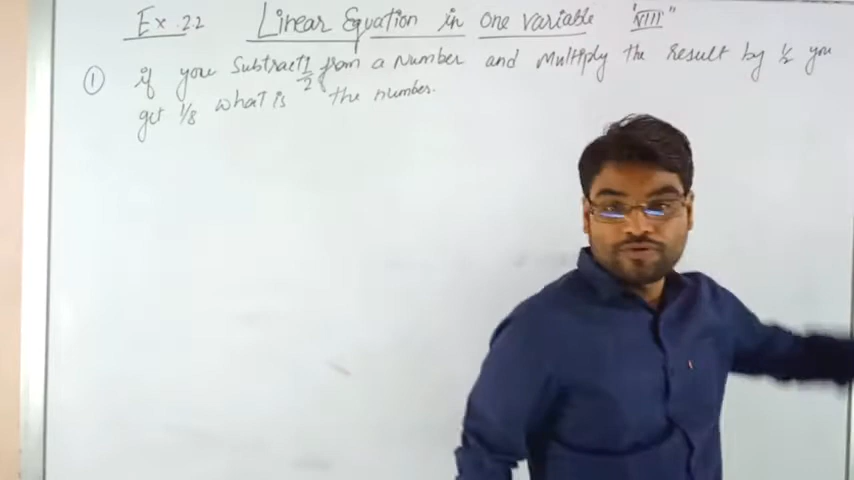 Ex 2.2 Linear Equation in one variable "VIII"
① if you Subtract 1/2 from a Number and Multiply the result by 1/2 you
get 1/8 what is the number.